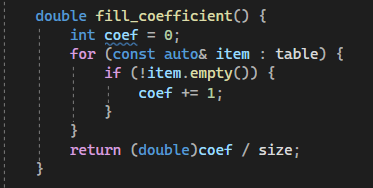 double fill_coefficient() {
    int coef = 0;
    for (const auto& item : table) {
        if (!item.empty()) {
            coef += 1;
        }
    }
    return (double)coef / size;
}